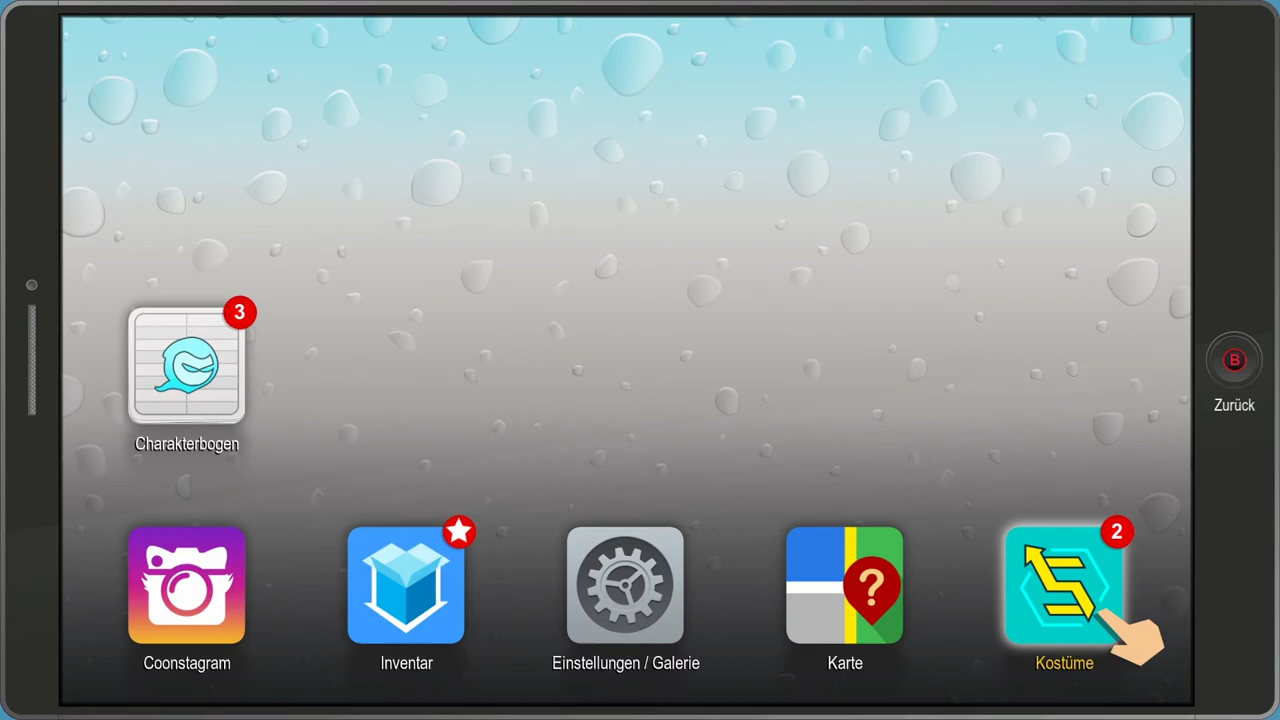 3
Charakterbogen
B
Zurück
2
?
Coonstagram
Inventar
Einstellungen / Galerie
Karte
Kostüme